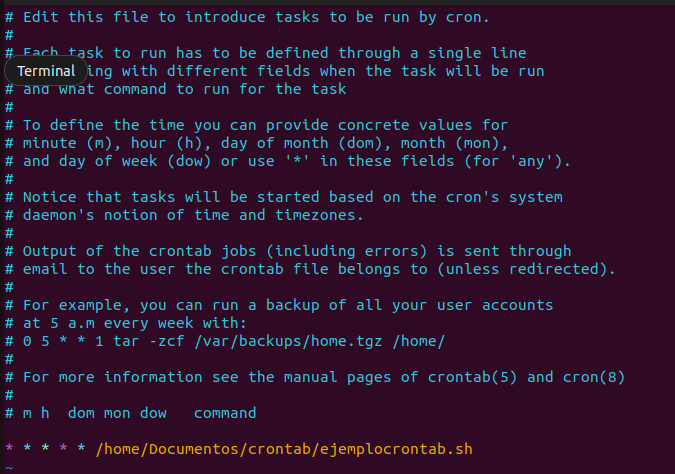 # Edit this file to introduce tasks to be run by cron.
#
# Each task to run has to be defined through a single line
Terminal
# ing with different fields when the task will be run
# and what command to run for the task
#
# To define the time you can provide concrete values for
# minute (m), hour (h), day of month (dom), month (mon),
# and day of week (dow) or use '*' in these fields (for 'any').
#
# Notice that tasks will be started based on the cron's system
# daemon's notion of time and timezones.
#
# Output of the crontab jobs (including errors) is sent through
# email to the user the crontab file belongs to (unless redirected).
#
# For example, you can run a backup of all your user accounts
# at 5 a.m every week with:
# 0 5 * * 1 tar -zcf /var/backups/home.tgz /home/
#
# For more information see the manual pages of crontab(5) and cron(8)
#
# m h  dom mon dow   command
* * * * * /home/Documentos/crontab/ejemplocrontab.sh
~